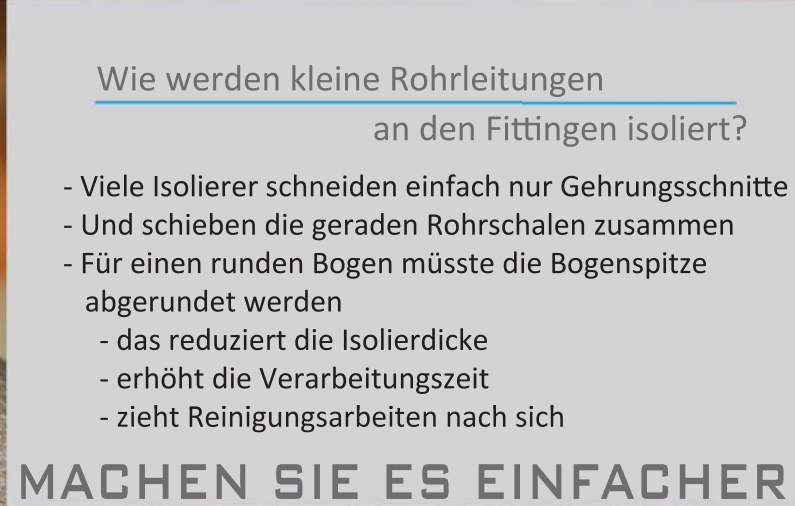 Wie werden kleine Rohrleitungen
an den Fittingen isoliert?
- Viele Isolierer schneiden einfach nur Gehrungsschnitte
- Und schieben die geraden Rohrschalen zusammen
- Für einen runden Bogen müsste die Bogenspitze
abgerundet werden
- das reduziert die Isolierdicke
- erhöht die Verarbeitungszeit
- zieht Reinigungsarbeiten nach sich
MACHEN SIE ES EINFACHER